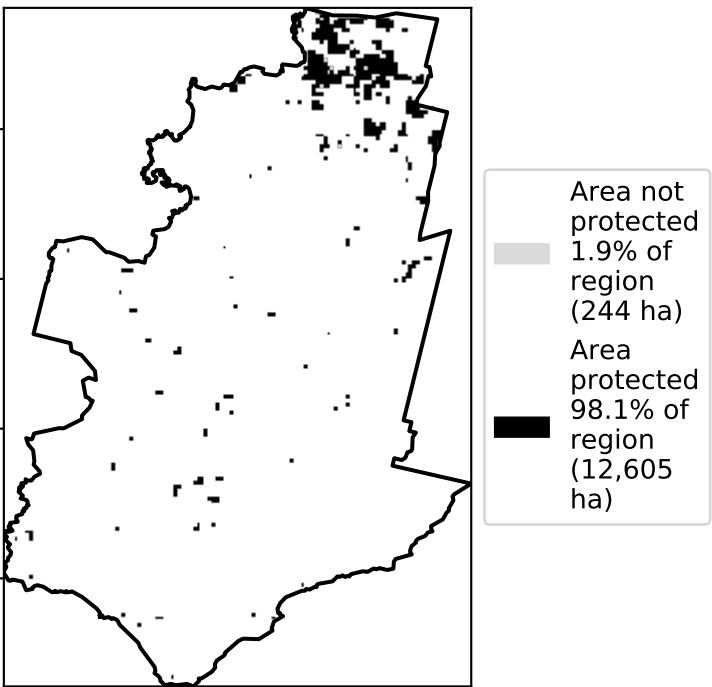 Area not
protected
1.9% of
region
(244 ha)
Area
protected
98.1% of
region
(12,605
ha)